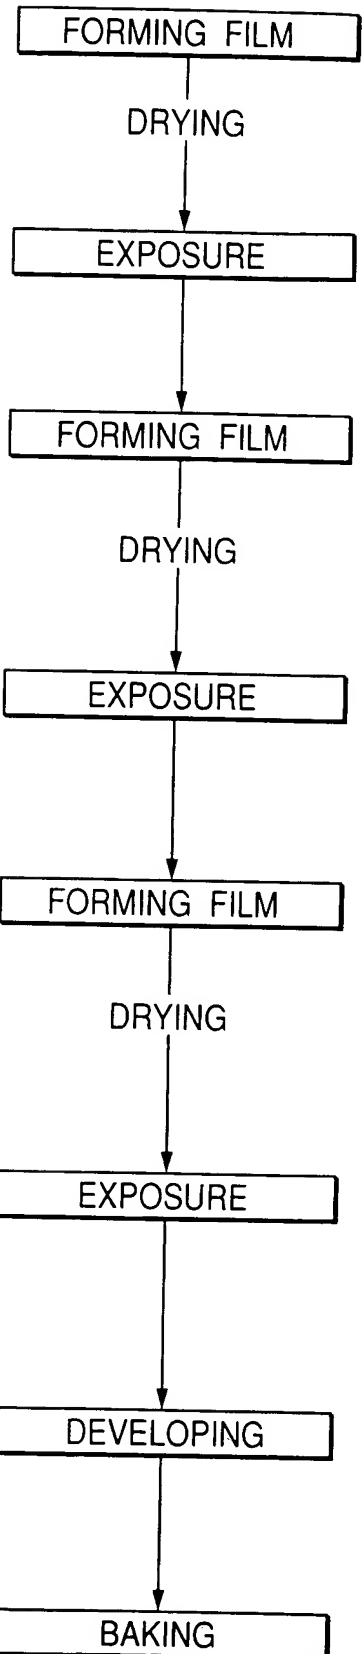 FORMING FILM
DRYING
EXPOSURE
FORMING FILM
DRYING
EXPOSURE
FORMING FILM
DRYING
EXPOSURE
DEVELOPING
BAKING